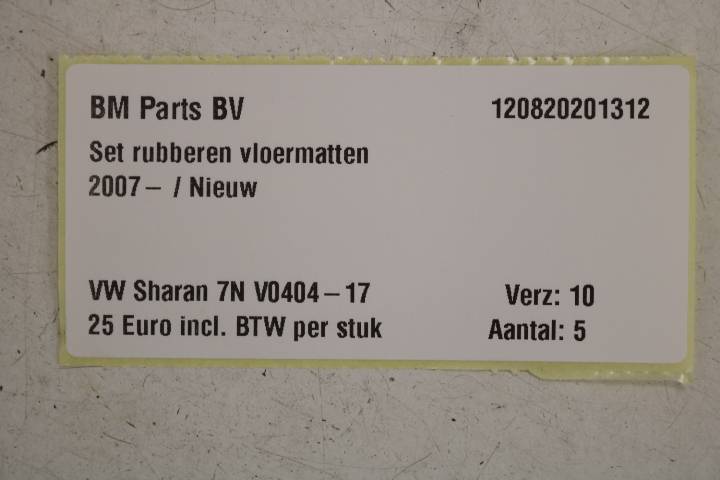 BM Parts BV 120820201312
Set rubberen vloermatten
2007– / Nieuw
VW Sharan 7N V0404–17 Verz: 10
25 Euro incl. BTW per stuk Aantal: 5